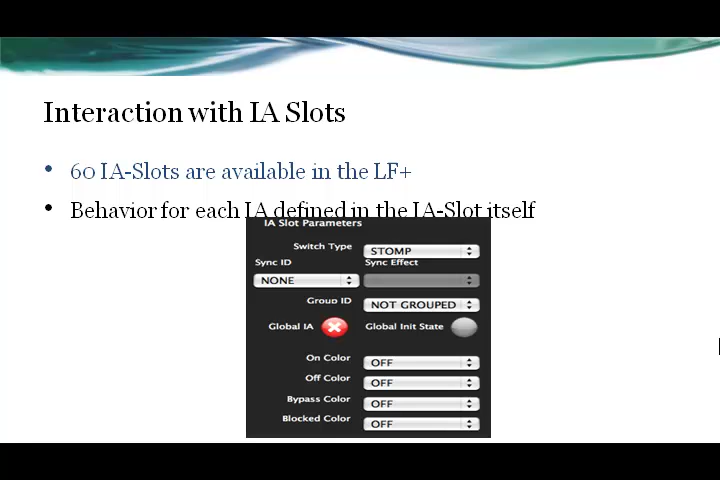 Interaction with IA Slots
• 60 IA-Slots are available in the LF+
• Behavior for each IA defined in the IA-Slot itself
IA Slot Parameters
Switch Type STOMP
Sync ID Sync Effect
NONE
Group ID NOT GROUPED
Global IA Global Init State
On Color OFF
Off Color OFF
Bypass Color OFF
Blocked Color OFF